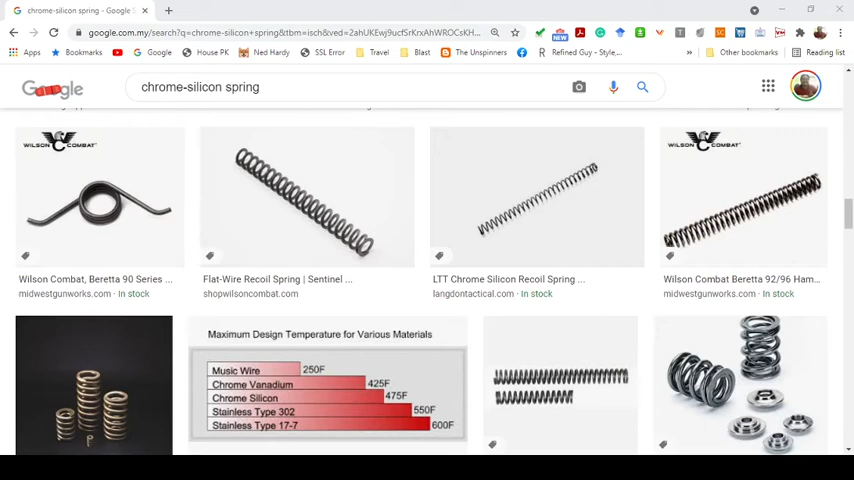 chrome-silicon spring - Google S
google.com.my/search?q=chrome-silicon+spring&tbm=isch&ved=2ahUKEwj9ucfSrKrxAhWROCsKH...
Apps Bookmarks Google House PK Ned Hardy SSL Error Travel Blast The Unspinners Refined Guy – Style,... » Other bookmarks Reading list
Google
chrome-silicon spring
WILSON COMBAT
WILSON COMBAT
Wilson Combat, Beretta 90 Series ...
midwestgunworks.com · In stock
Flat-Wire Recoil Spring | Sentinel ...
shopwilsoncombat.com
LTT Chrome Silicon Recoil Spring ...
langdontactical.com · In stock
Wilson Combat Beretta 92/96 Ham...
midwestgunworks.com · In stock
Maximum Design Temperature for Various Materials
Music Wire 250F
Chrome Vanadium 425F
Chrome Silicon 475F
Stainless Type 302 550F
Stainless Type 17-7 600F